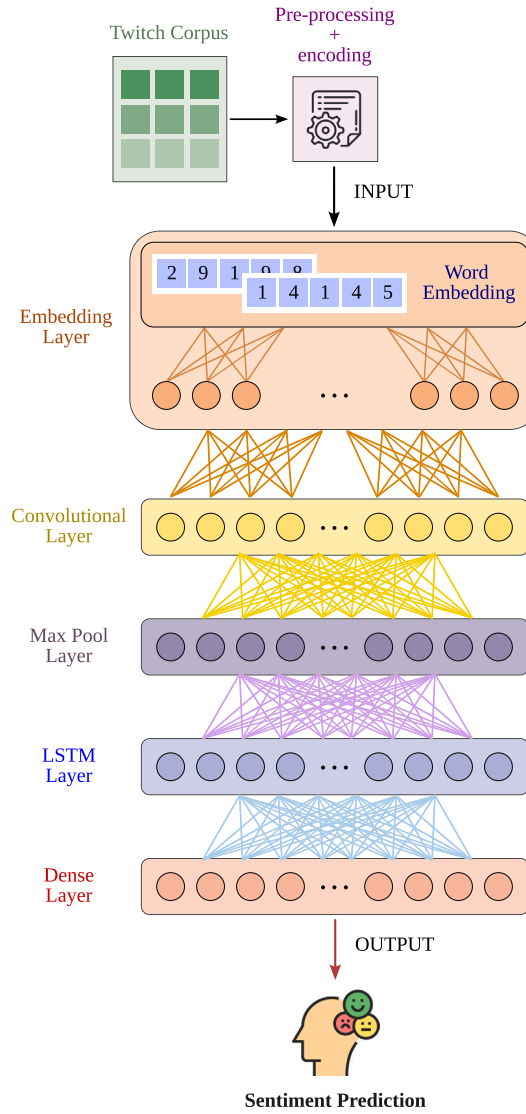 Twitch Corpus
Pre-processing
+
encoding
INPUT
2 9 1 9 8
1 4 1 4 5
Word
Embedding
Embedding
Layer
...
Convolutional
Layer
...
Max Pool
Layer
...
LSTM
Layer
...
Dense
Layer
...
OUTPUT
Sentiment Prediction